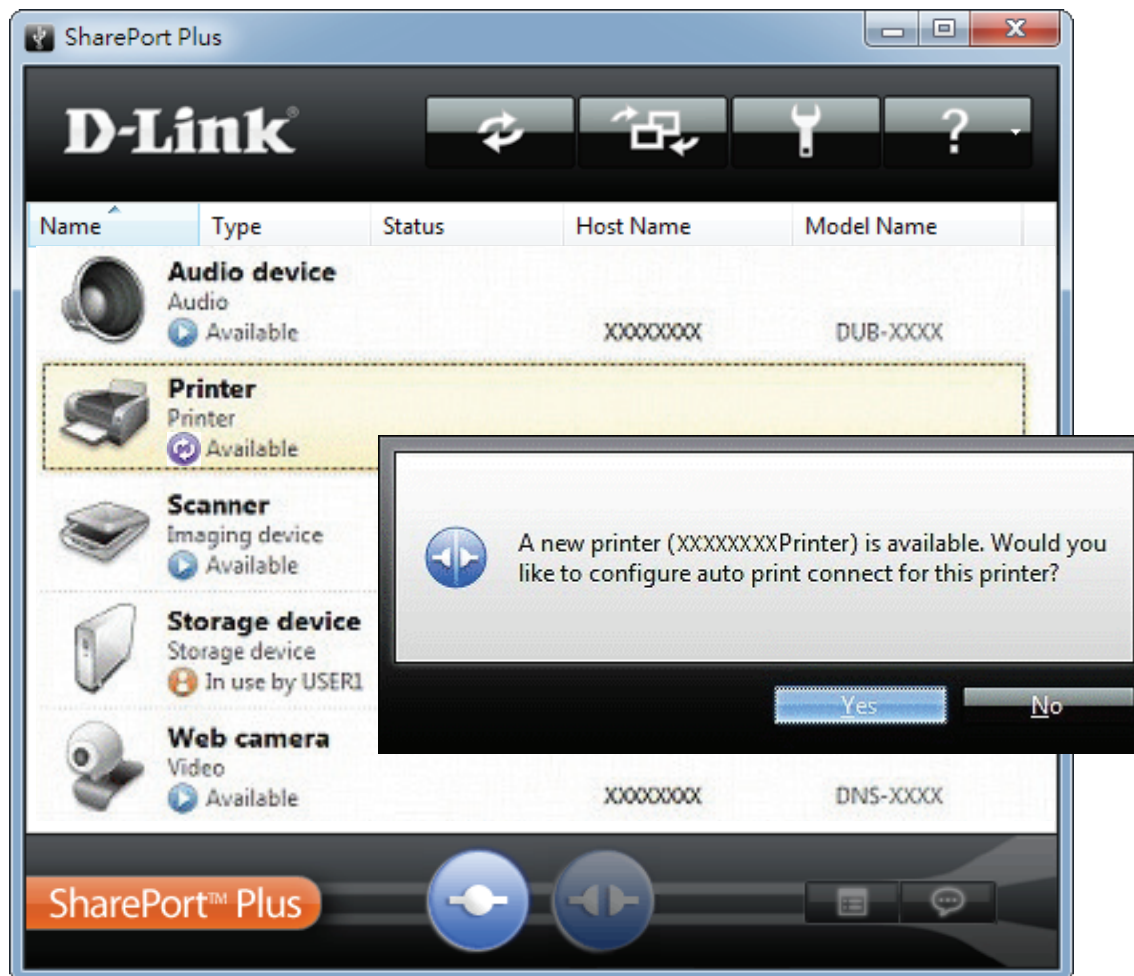 SharePort Plus
D-Link®
?
Name Type Status Host Name Model Name
Audio device
Audio
Available XXXXXXXX DUB-XXXX
Printer
Printer
Available
Scanner
Imaging device
Available
A new printer (XXXXXXXXPrinter) is available. Would you
like to configure auto print connect for this printer?
Yes No
Storage device
Storage device
In use by USER1
Web camera
Video
Available XXXXXXXX DNS-XXXX
SharePort™ Plus